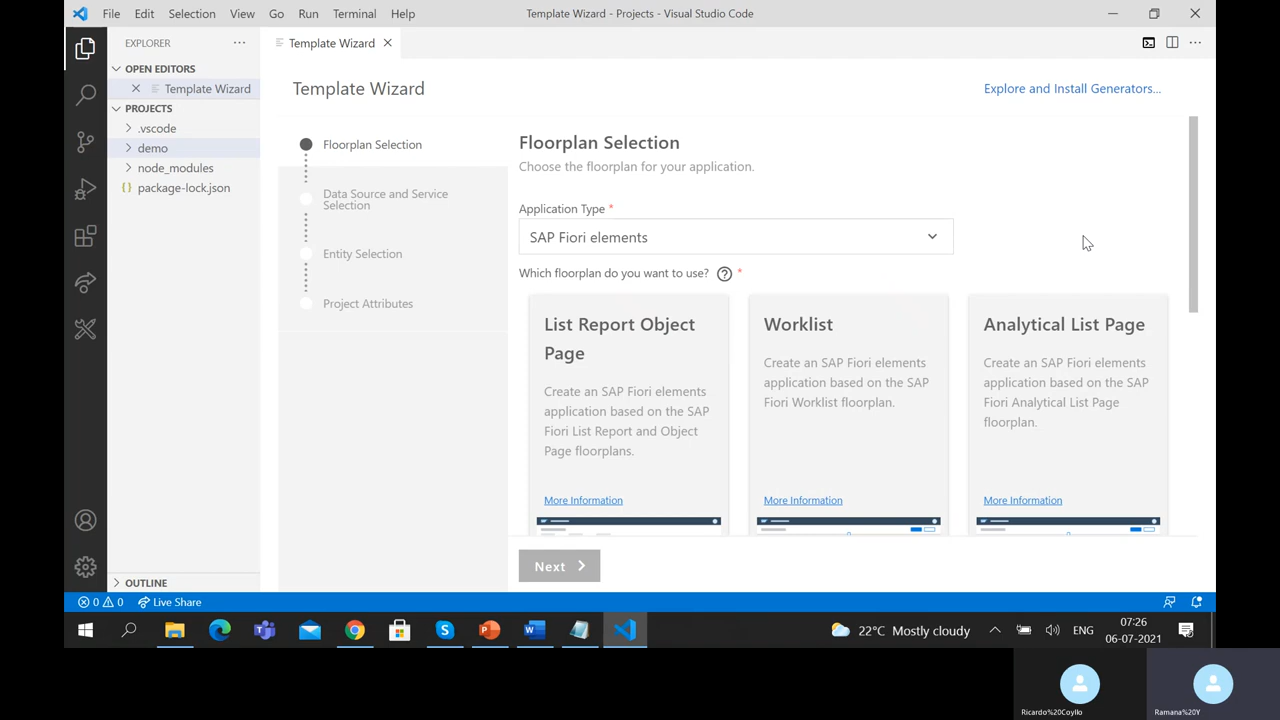 File Edit Selection View Go Run Terminal Help
Template Wizard - Projects - Visual Studio Code
EXPLORER
OPEN EDITORS
Template Wizard
PROJECTS
.vscode
demo
node_modules
package-lock.json
OUTLINE
Template Wizard
Template Wizard
Explore and Install Generators...
Floorplan Selection
Data Source and Service
Selection
Entity Selection
Project Attributes
Floorplan Selection
Choose the floorplan for your application.
Application Type *
SAP Fiori elements
Which floorplan do you want to use? ? *
List Report Object
Page
Create an SAP Fiori elements
application based on the SAP
Fiori List Report and Object
Page floorplans.
More Information
Worklist
Create an SAP Fiori elements
application based on the SAP
Fiori Worklist floorplan.
More Information
Analytical List Page
Create an SAP Fiori elements
application based on the SAP
Fiori Analytical List Page
floorplan.
More Information
Next
0 0 Live Share
22°C Mostly cloudy
ENG
07:26
06-07-2021
Ricardo%20Coyllo
Ramana%20Y